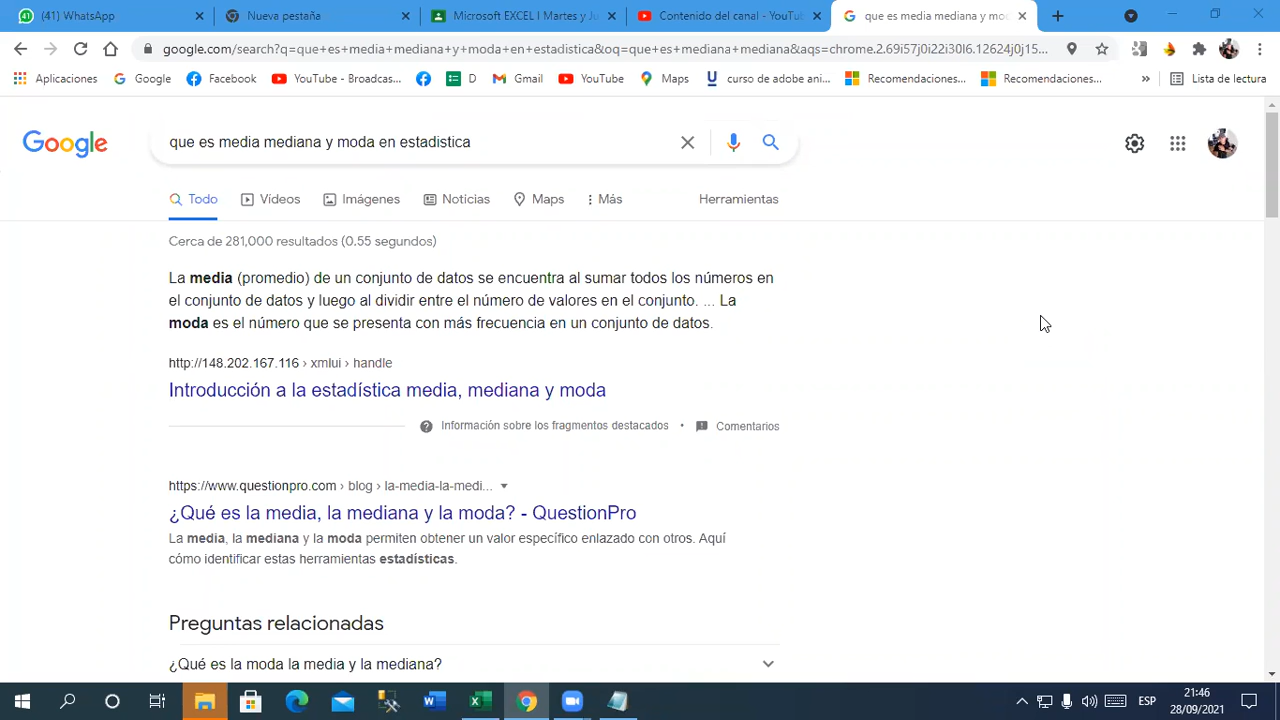 (41) WhatsApp
Nueva pestaña
Microsoft EXCEL I Martes y Ju
Contenido del canal - YouTube
que es media mediana y mo
google.com/search?q=que+es+media+mediana+y+moda+en+estadistica&oq=que+es+mediana+mediana&aqs=chrome.2.69i57j0i22i30l6.12624j0j15...
Aplicaciones
Google
Facebook
YouTube - Broadcas...
D
Gmail
YouTube
Maps
curso de adobe ani...
Recomendaciones...
Recomendaciones...
»
Lista de lectura
Google
que es media mediana y moda en estadistica
Todo
Vídeos
Imágenes
Noticias
Maps
Más
Herramientas
Cerca de 281,000 resultados (0.55 segundos)
La media (promedio) de un conjunto de datos se encuentra al sumar todos los números en
el conjunto de datos y luego al dividir entre el número de valores en el conjunto. ... La
moda es el número que se presenta con más frecuencia en un conjunto de datos.
http://148.202.167.116 › xmlui › handle
Introducción a la estadística media, mediana y moda
Información sobre los fragmentos destacados
•
Comentarios
https://www.questionpro.com › blog › la-media-la-medi...
¿Qué es la media, la mediana y la moda? - QuestionPro
La media, la mediana y la moda permiten obtener un valor específico enlazado con otros. Aquí
cómo identificar estas herramientas estadísticas.
Preguntas relacionadas
¿Qué es la moda la media y la mediana?
ESP
21:46
28/09/2021